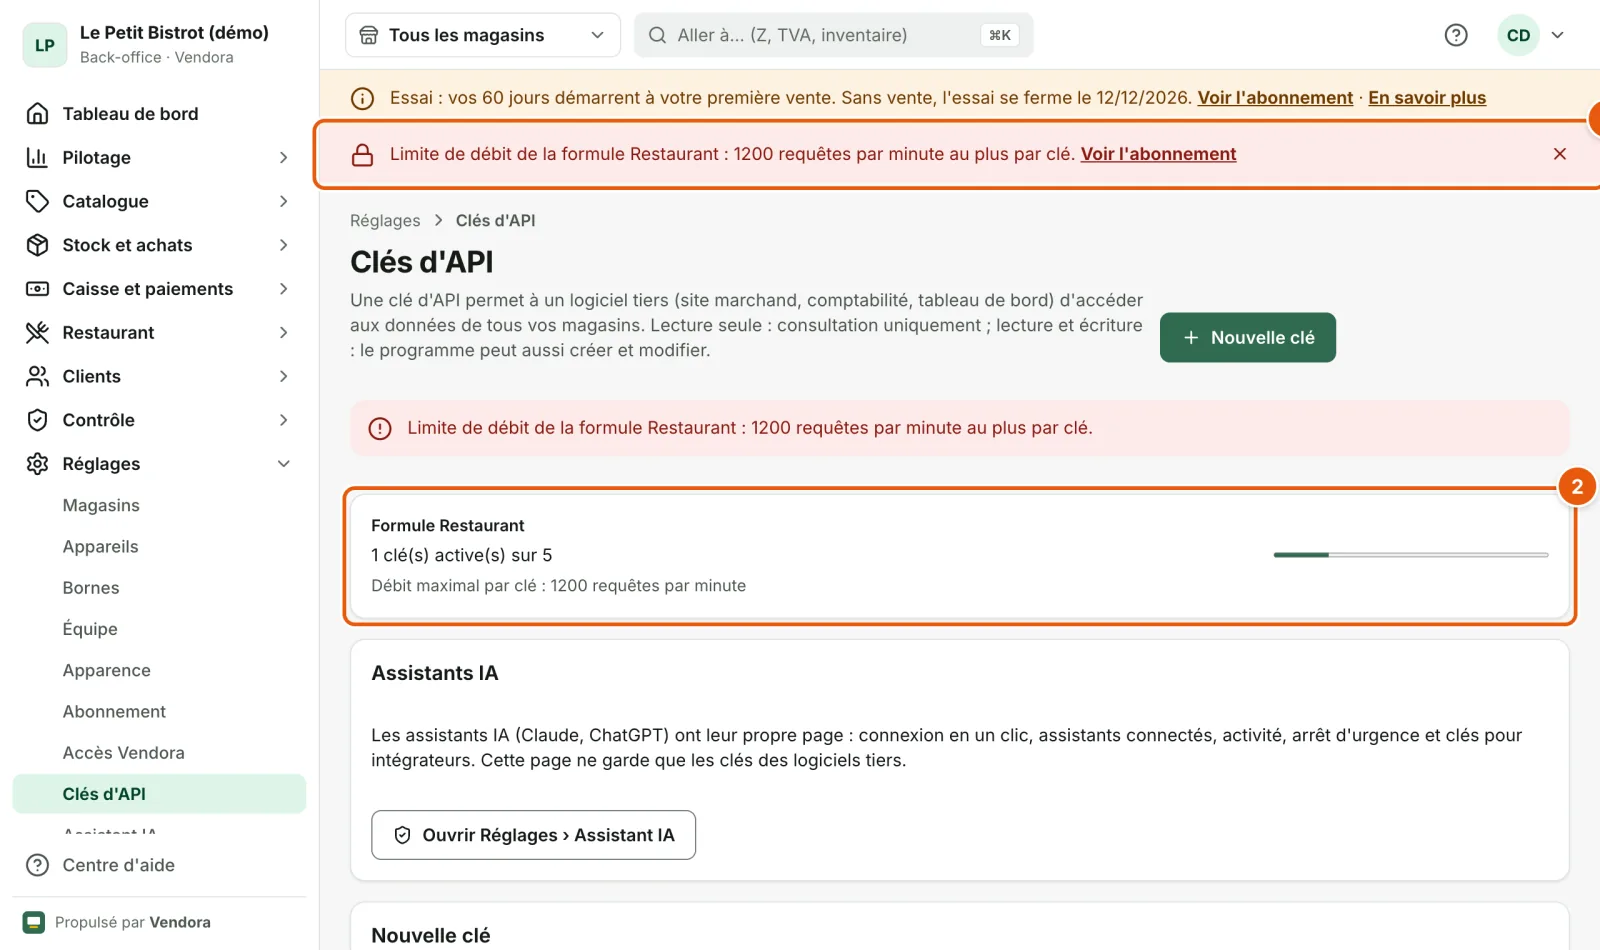 LP
Le Petit Bistrot (démo)
Back-office · Vendora
Tous les magasins
Aller à... (Z, TVA, inventaire)
⌘K
CD
Essai : vos 60 jours démarrent à votre première vente. Sans vente, l'essai se ferme le 12/12/2026. Voir l'abonnement · En savoir plus
Limite de débit de la formule Restaurant : 1200 requêtes par minute au plus par clé. Voir l'abonnement
Tableau de bord
Pilotage
Catalogue
Stock et achats
Caisse et paiements
Restaurant
Clients
Contrôle
Réglages
Magasins
Appareils
Bornes
Équipe
Apparence
Abonnement
Accès Vendora
Clés d'API
Assistant IA
Centre d'aide
Propulsé par Vendora
Réglages > Clés d'API
Clés d'API
Une clé d'API permet à un logiciel tiers (site marchand, comptabilité, tableau de bord) d'accéder
aux données de tous vos magasins. Lecture seule : consultation uniquement ; lecture et écriture
: le programme peut aussi créer et modifier.
+ Nouvelle clé
Limite de débit de la formule Restaurant : 1200 requêtes par minute au plus par clé.
2
Formule Restaurant
1 clé(s) active(s) sur 5
Débit maximal par clé : 1200 requêtes par minute
Assistants IA
Les assistants IA (Claude, ChatGPT) ont leur propre page : connexion en un clic, assistants connectés, activité, arrêt d'urgence et clés pour
intégrateurs. Cette page ne garde que les clés des logiciels tiers.
Ouvrir Réglages › Assistant IA
Nouvelle clé